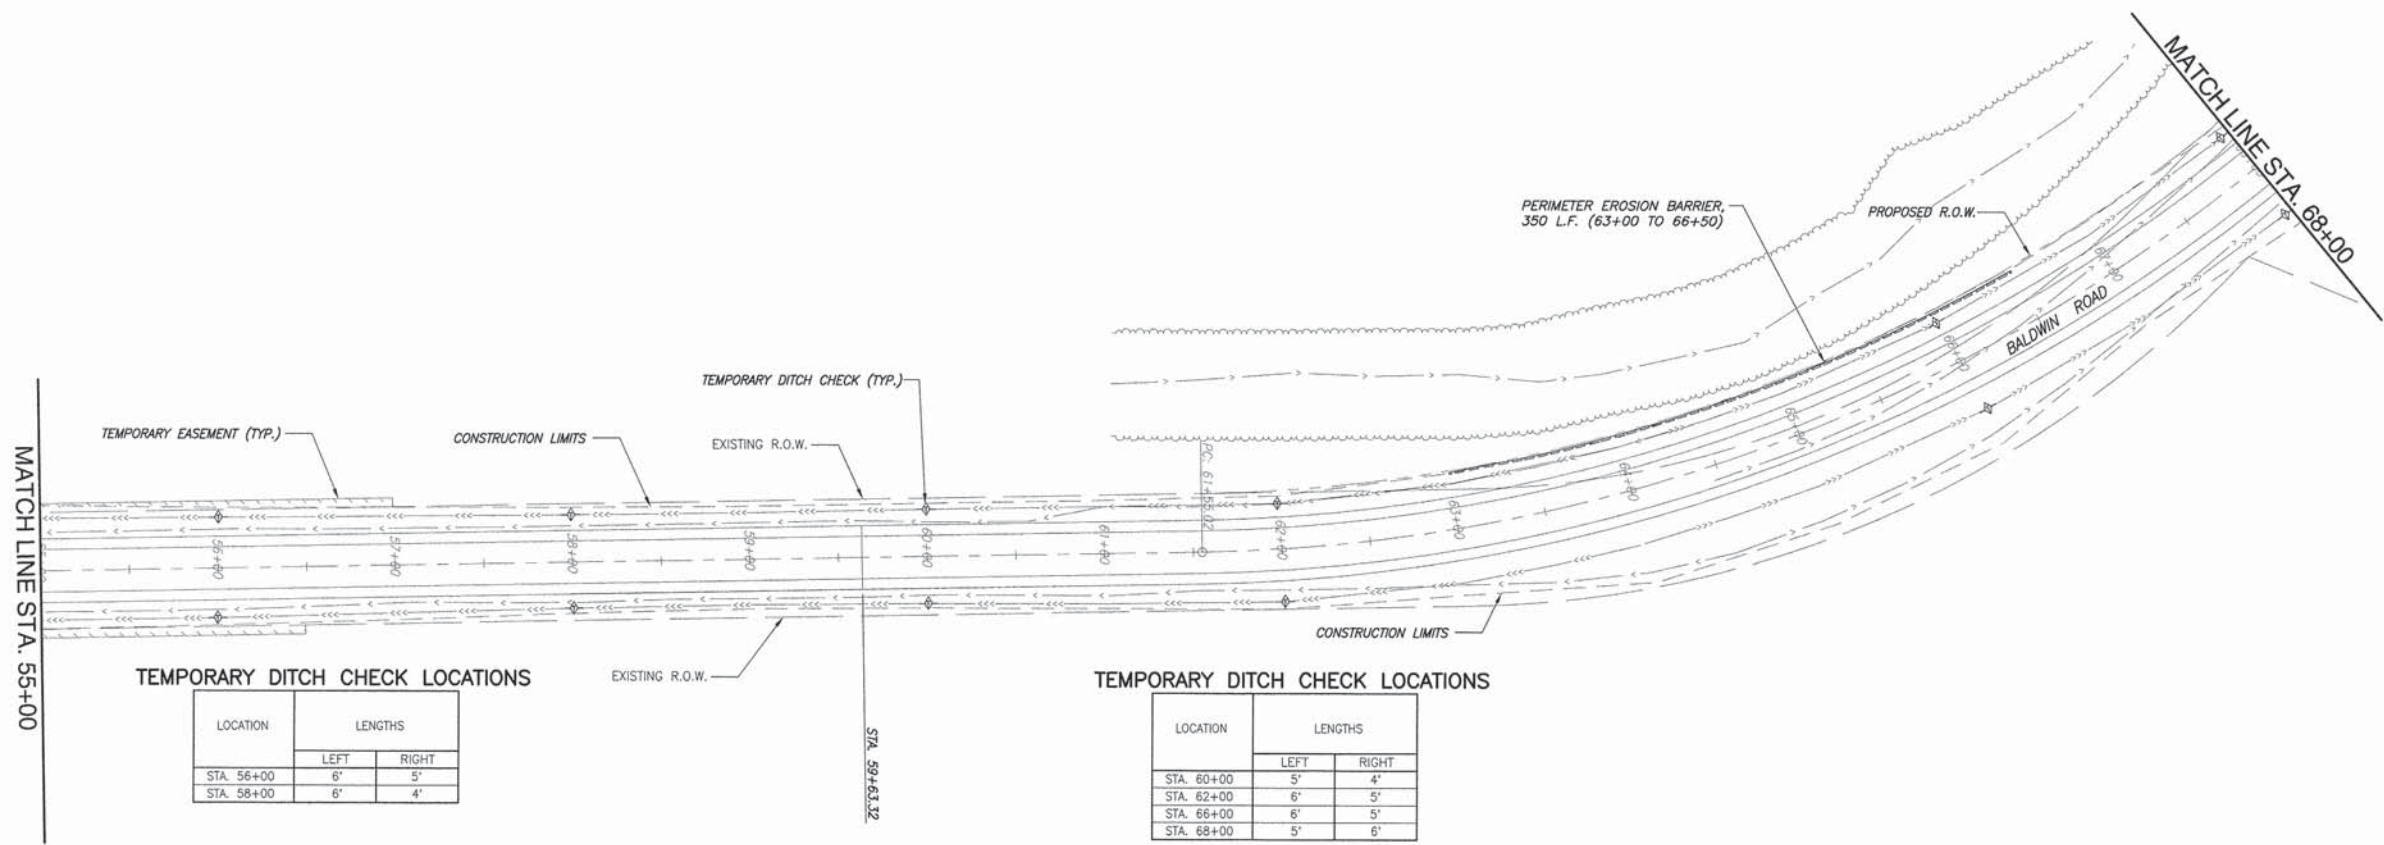 MATCH LINE STA. 68+00
PERIMETER EROSION BARRIER,
350 L.F. (63+00 TO 66+50)
PROPOSED R.O.W.
67+00
BALDWIN ROAD
66+00
TEMPORARY DITCH CHECK (TYP.)
65+00
TEMPORARY EASEMENT (TYP.)
CONSTRUCTION LIMITS
EXISTING R.O.W.
PC: 61+55.02
64+00
MATCH LINE STA. 55+00
56+00
57+00
58+00
59+00
60+00
61+00
62+00
63+00
CONSTRUCTION LIMITS
EXISTING R.O.W.
STA. 59+63.32
TEMPORARY DITCH CHECK LOCATIONS
LOCATION LENGTHS
LEFT RIGHT
STA. 56+00 6' 5'
STA. 58+00 6' 4'
TEMPORARY DITCH CHECK LOCATIONS
LOCATION LENGTHS
LEFT RIGHT
STA. 60+00 5' 4'
STA. 62+00 6' 5'
STA. 66+00 6' 5'
STA. 68+00 5' 6'